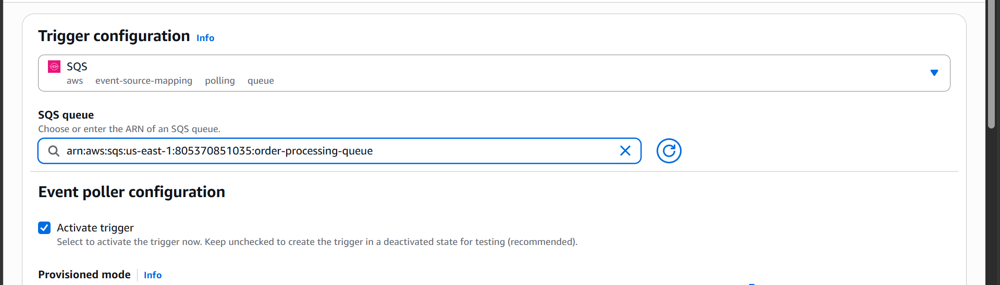 Trigger configuration Info
SQS
aws event-source-mapping polling queue
SQS queue
Choose or enter the ARN of an SQS queue.
arn:aws:sqs:us-east-1:805370851035:order-processing-queue
Event poller configuration
Activate trigger
Select to activate the trigger now. Keep unchecked to create the trigger in a deactivated state for testing (recommended).
Provisioned mode Info